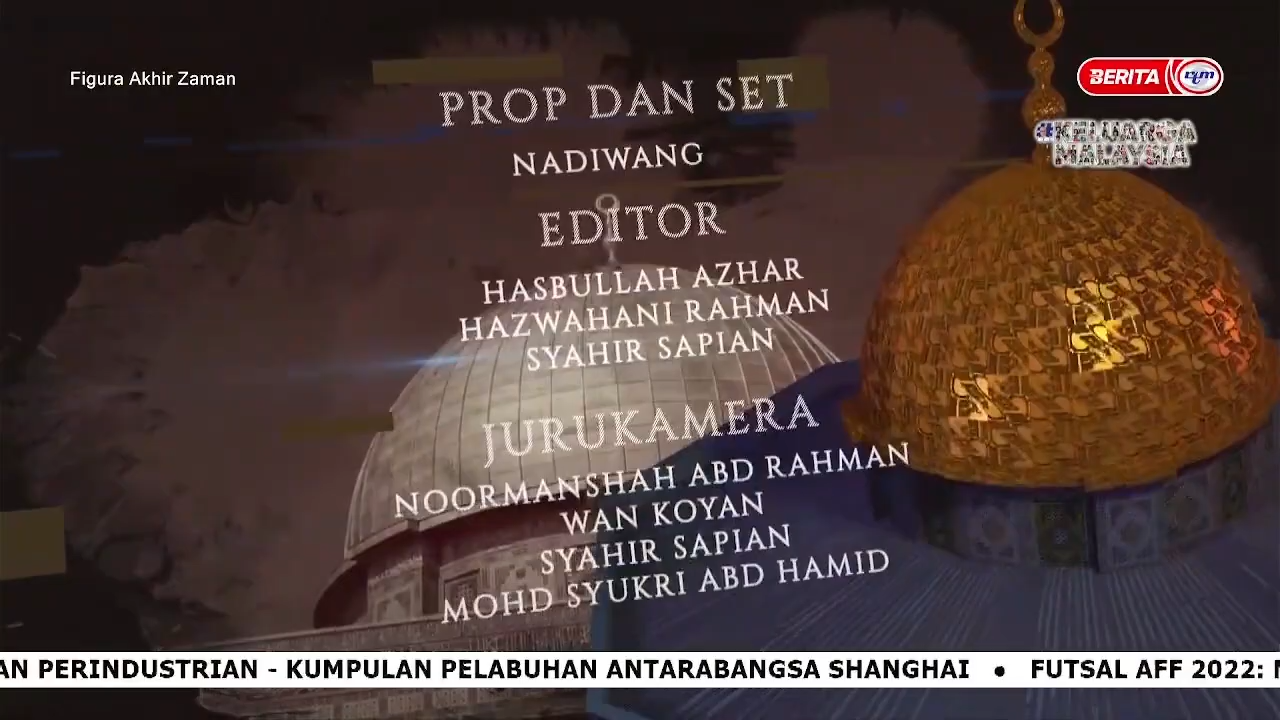 Figura Akhir Zaman
BERITA rtm
#KELUARGA
MALAYSIA
PROP DAN SET
NADIWANG
EDITOR
HASBULLAH AZHAR
HAZWAHANI RAHMAN
SYAHIR SAPIAN
JURUKAMERA
NOORMANSHAH ABD RAHMAN
WAN KOYAN
SYAHIR SAPIAN
MOHD SYUKRI ABD HAMID
AN PERINDUSTRIAN - KUMPULAN PELABUHAN ANTARABANGSA SHANGHAI • FUTSAL AFF 2022: